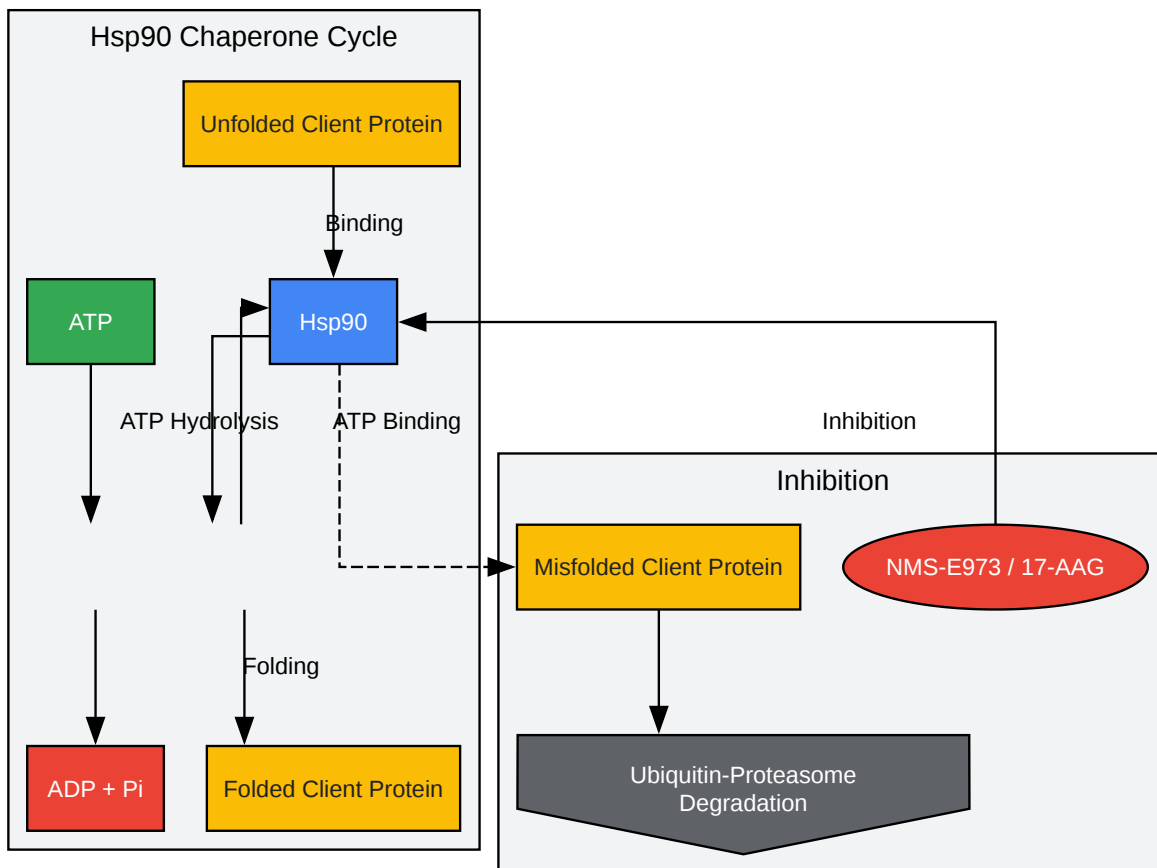 Hsp90 Chaperone Cycle
Unfolded Client Protein
Binding
ATP
Hsp90
ATP Hydrolysis
ATP Binding
Inhibition
Inhibition
Misfolded Client Protein
NMS-E973 / 17-AAG
Folding
ADP + Pi
Folded Client Protein
Ubiquitin-Proteasome
Degradation